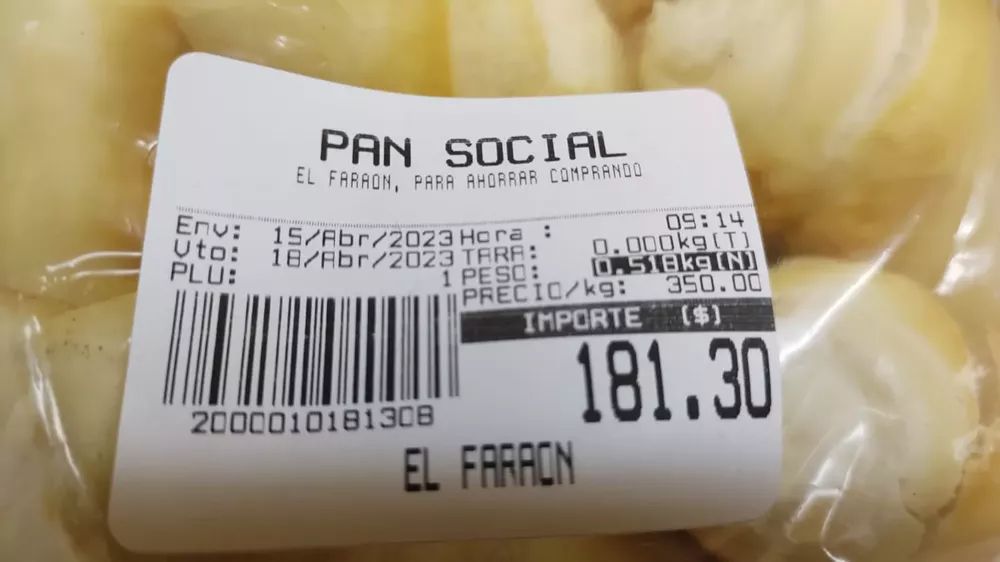 PAN SOCIAL
EL FARAON, PARA AHORRAR COMPRANDO
Env: 15/Abr/2023 Hora : 09:14
Vto: 18/Abr/2023 TARA: 0.000kg(T)
PLU: 1 PESO: 0.518kg(N)
PRECIO/kg: 350.00
IMPORTE ($)
181.30
2000010181308
EL FARAON